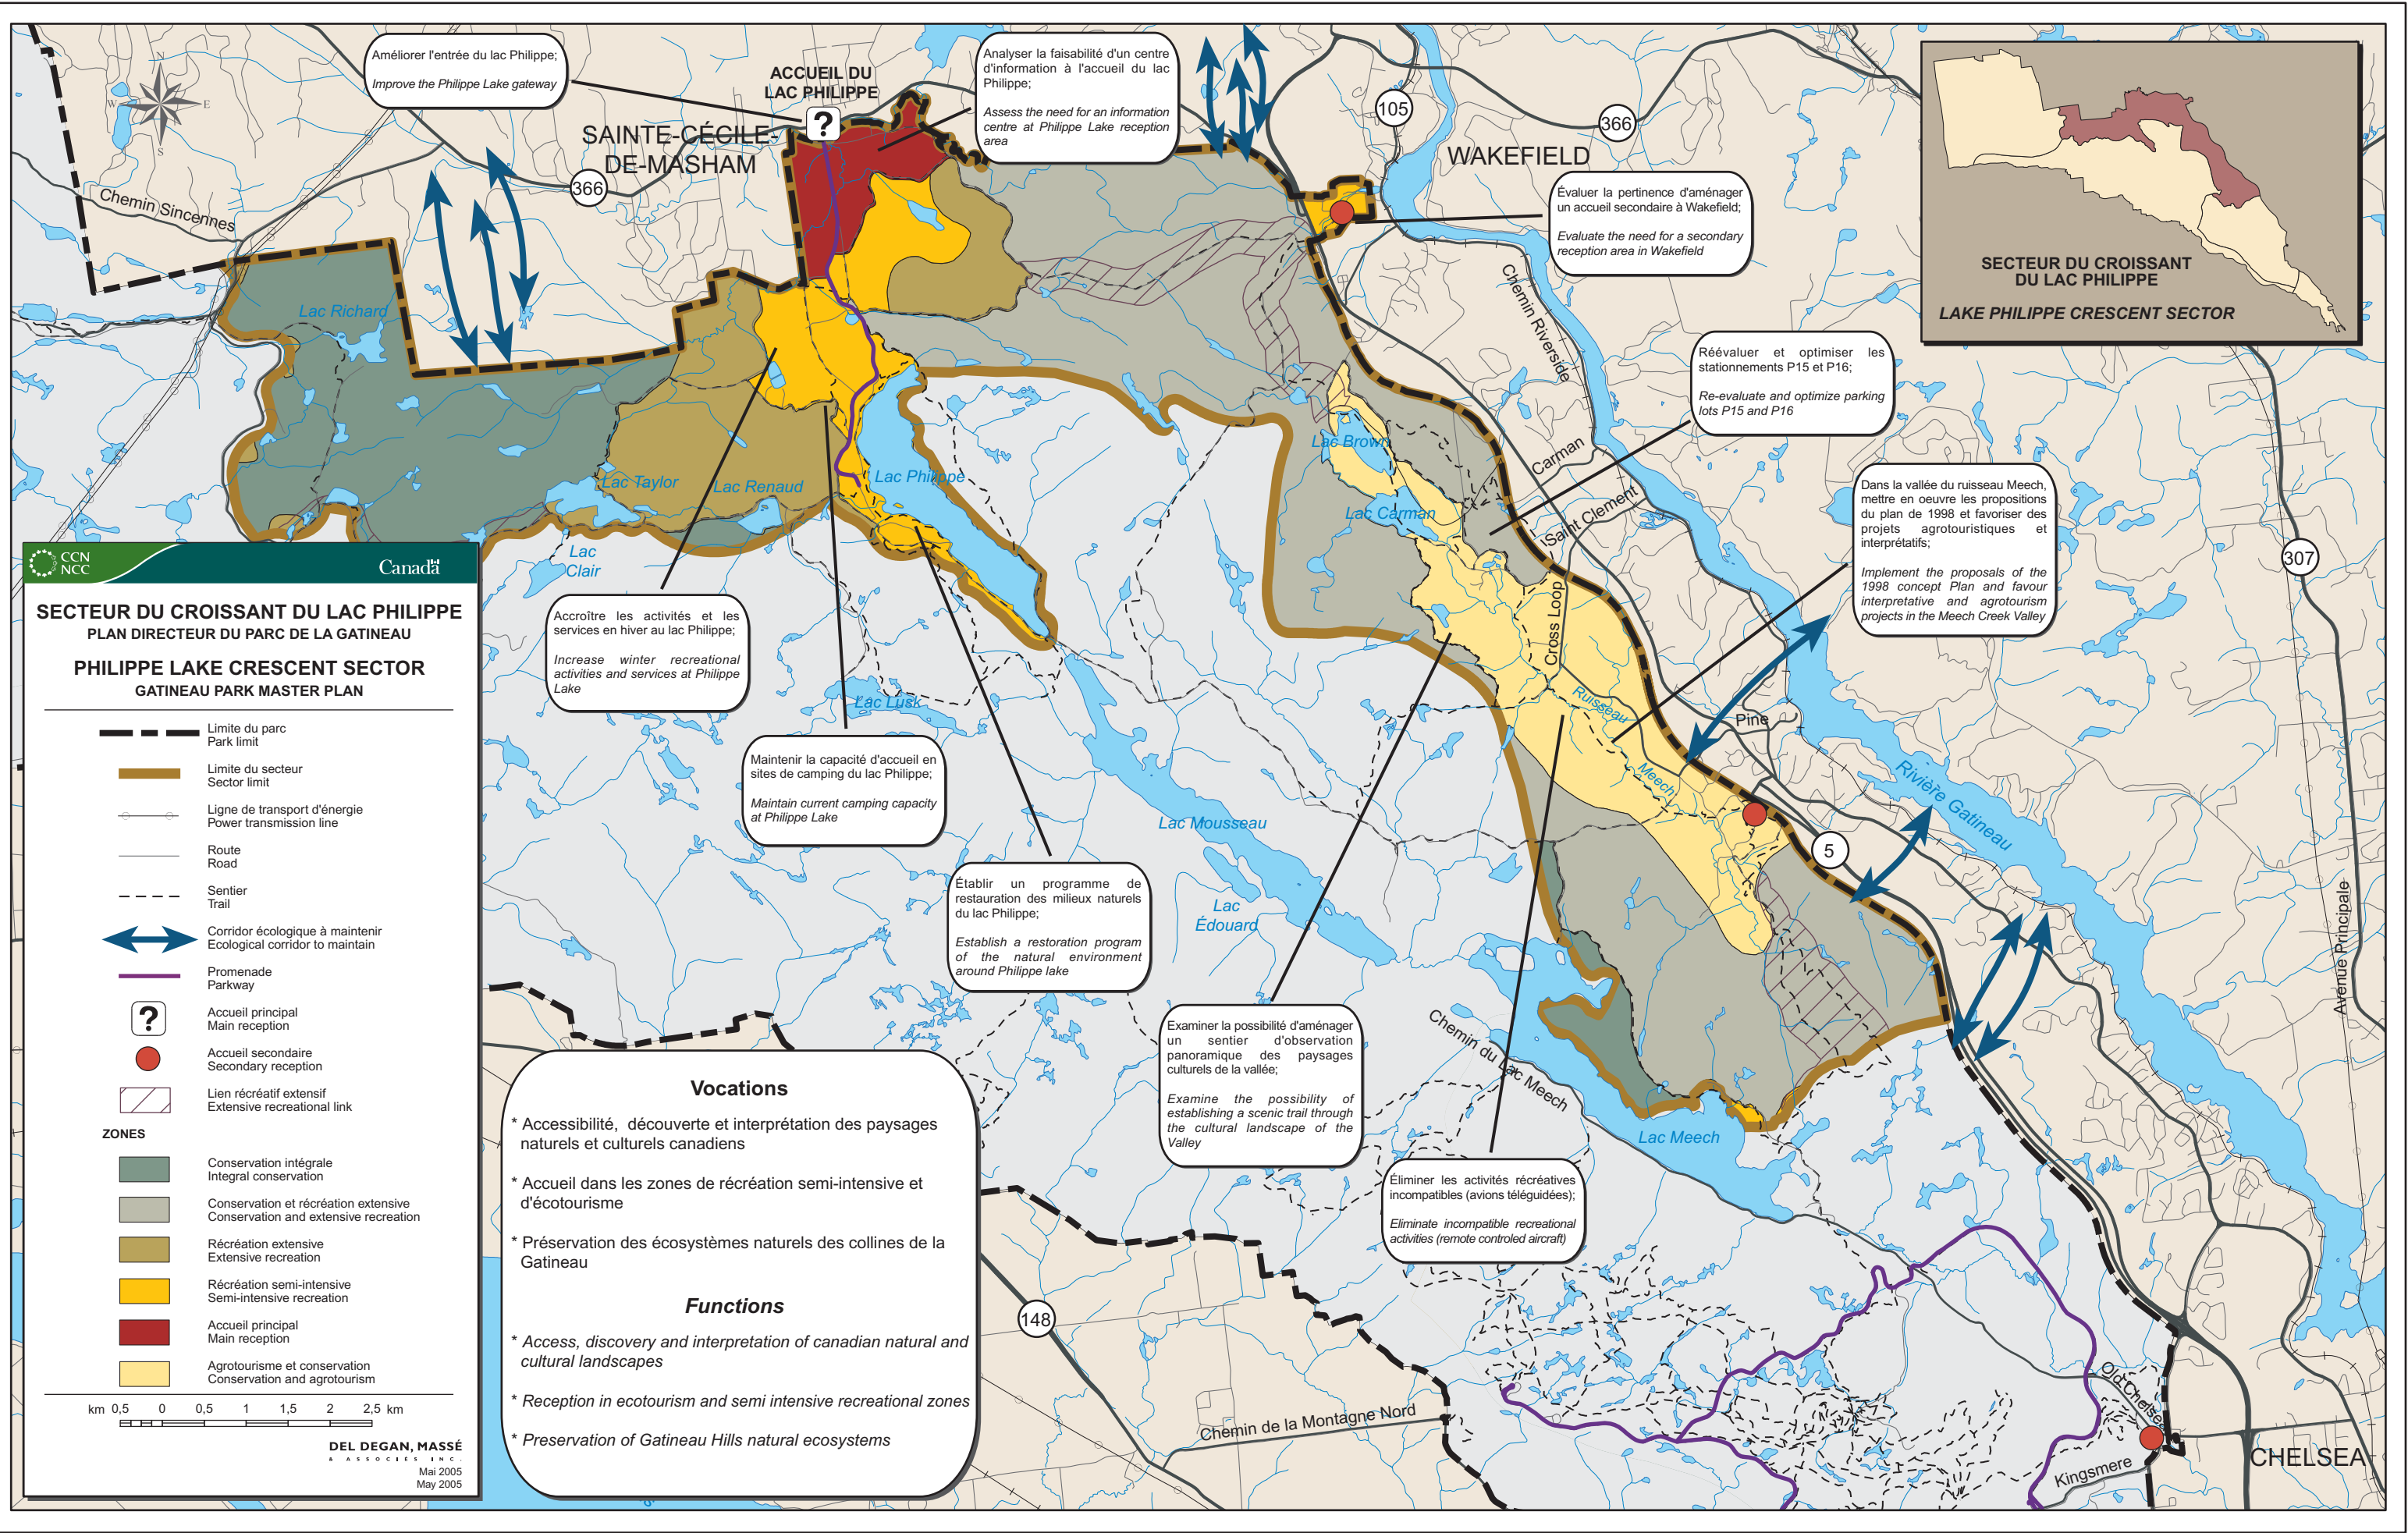 Améliorer l'entrée du lac Philippe;
Improve the Philippe Lake gateway
ACCUEIL DU
LAC PHILIPPE
?
Analyser la faisabilité d'un centre
d'information à l'accueil du lac
Philippe;
Assess the need for an information
centre at Philippe Lake reception
area
N
W
E
S
SAINTE-CÉCILE-
DE-MASHAM
366
Chemin Sincennes
105
366
WAKEFIELD
Évaluer la pertinence d'aménager
un accueil secondaire à Wakefield;
Evaluate the need for a secondary
reception area in Wakefield
SECTEUR DU CROISSANT
DU LAC PHILIPPE
LAKE PHILIPPE CRESCENT SECTOR
Chemin Riverside
Réévaluer et optimiser les
stationnements P15 et P16;
Re-evaluate and optimize parking
lots P15 and P16
Lac Richard
Lac Taylor
Lac Renaud
Lac Philippe
Lac Brown
Lac Carman
Carman
Saint Clement
Cross Loop
Dans la vallée du ruisseau Meech,
mettre en oeuvre les propositions
du plan de 1998 et favoriser des
projets agrotouristiques et
interprétatifs;
Implement the proposals of the
1998 concept Plan and favour
interpretative and agrotourism
projects in the Meech Creek Valley
307
Lac
Clair
Accroître les activités et les
services en hiver au lac Philippe;
Increase winter recreational
activities and services at Philippe
Lake
Lac Lusk
Maintenir la capacité d'accueil en
sites de camping du lac Philippe;
Maintain current camping capacity
at Philippe Lake
Établir un programme de
restauration des milieux naturels
du lac Philippe;
Establish a restoration program
of the natural environment
around Philippe lake
Lac Mousseau
Lac
Édouard
Ruisseau
Meech
Pine
5
Rivière Gatineau
Avenue Principale
Examiner la possibilité d'aménager
un sentier d'observation
panoramique des paysages
culturels de la vallée;
Examine the possibility of
establishing a scenic trail through
the cultural landscape of the
Valley
Chemin du Lac Meech
Lac Meech
Éliminer les activités récréatives
incompatibles (avions téléguidées);
Eliminate incompatible recreational
activities (remote controled aircraft)
148
Chemin de la Montagne Nord
Old Chelsea
Kingsmere
CHELSEA
CCN
NCC
Canada
SECTEUR DU CROISSANT DU LAC PHILIPPE
PLAN DIRECTEUR DU PARC DE LA GATINEAU
PHILIPPE LAKE CRESCENT SECTOR
GATINEAU PARK MASTER PLAN
Limite du parc
Park limit
Limite du secteur
Sector limit
Ligne de transport d'énergie
Power transmission line
Route
Road
Sentier
Trail
Corridor écologique à maintenir
Ecological corridor to maintain
Promenade
Parkway
?
Accueil principal
Main reception
Accueil secondaire
Secondary reception
Lien récréatif extensif
Extensive recreational link
ZONES
Conservation intégrale
Integral conservation
Conservation et récréation extensive
Conservation and extensive recreation
Récréation extensive
Extensive recreation
Récréation semi-intensive
Semi-intensive recreation
Accueil principal
Main reception
Agrotourisme et conservation
Conservation and agrotourism
km 0,5 0 0,5 1 1,5 2 2,5 km
DEL DEGAN, MASSÉ
& ASSOCIÉS INC.
Mai 2005
May 2005
Vocations
* Accessibilité, découverte et interprétation des paysages
naturels et culturels canadiens
* Accueil dans les zones de récréation semi-intensive et
d'écotourisme
* Préservation des écosystèmes naturels des collines de la
Gatineau
Functions
* Access, discovery and interpretation of canadian natural and
cultural landscapes
* Reception in ecotourism and semi intensive recreational zones
* Preservation of Gatineau Hills natural ecosystems